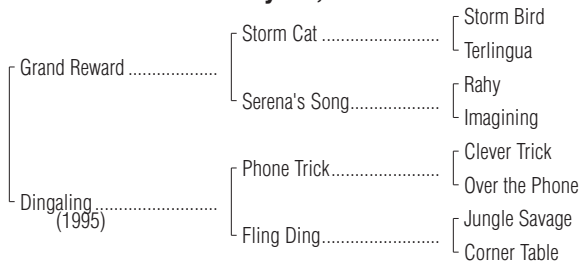 Storm Bird
Storm Cat ........................
Terlingua
Grand Reward ..................
Rahy
Serena's Song..................
Imagining
Clever Trick
Phone Trick......................
Over the Phone
Dingaling........................
(1995)
Jungle Savage
Fling Ding........................
Corner Table